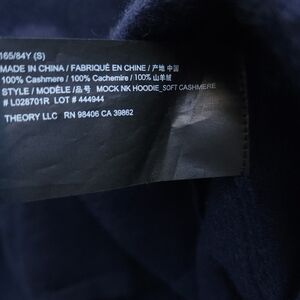 165/84Y (S)
MADE IN CHINA / FABRIQUÉ EN CHINE / 产地 中国
100% Cashmere / 100% Cachemire / 100% 山羊绒
STYLE / MODÈLE /品号 MOCK NK HOODIE_SOFT CASHMERE
# L028701R LOT # 444944
THEORY LLC RN 98406 CA 39862